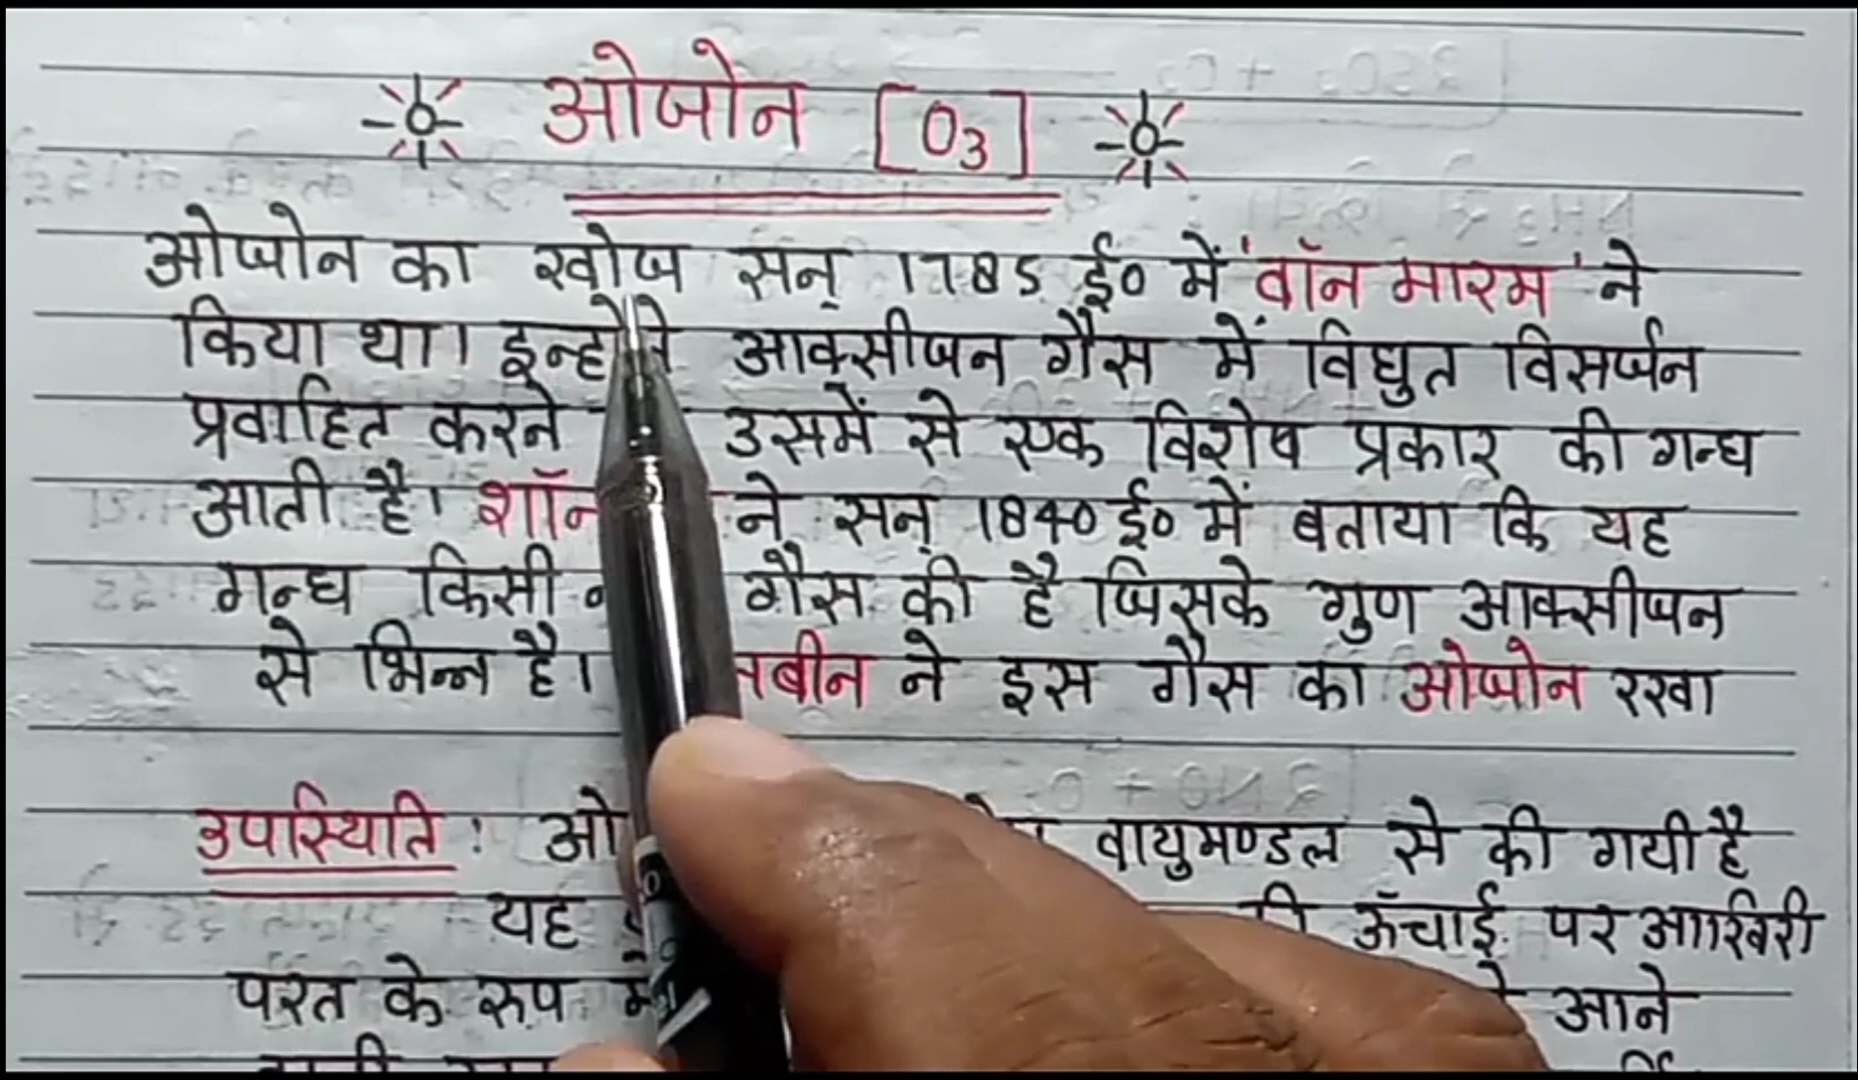 ओजोन [O3]
ओजोन का खोज सन् 1785 ई० में 'वॉन मारम' ने
किया था। इन्होंने आक्सीजन गैस में विधुत विसर्जन
प्रवाहित करने उसमें से एक विशेष प्रकार की गन्ध
आती है। ने सन् 1840 ई० में बताया कि यह
गन्ध किसी गैस की है जिसके गुण आक्सीजन
से भिन्न है। ने इस गैस का ओजोन रखा
उपस्थिति : वायुमण्डल से की गयी है
यह की ऊँचाई पर आाखिरी
परत के रुप में आने